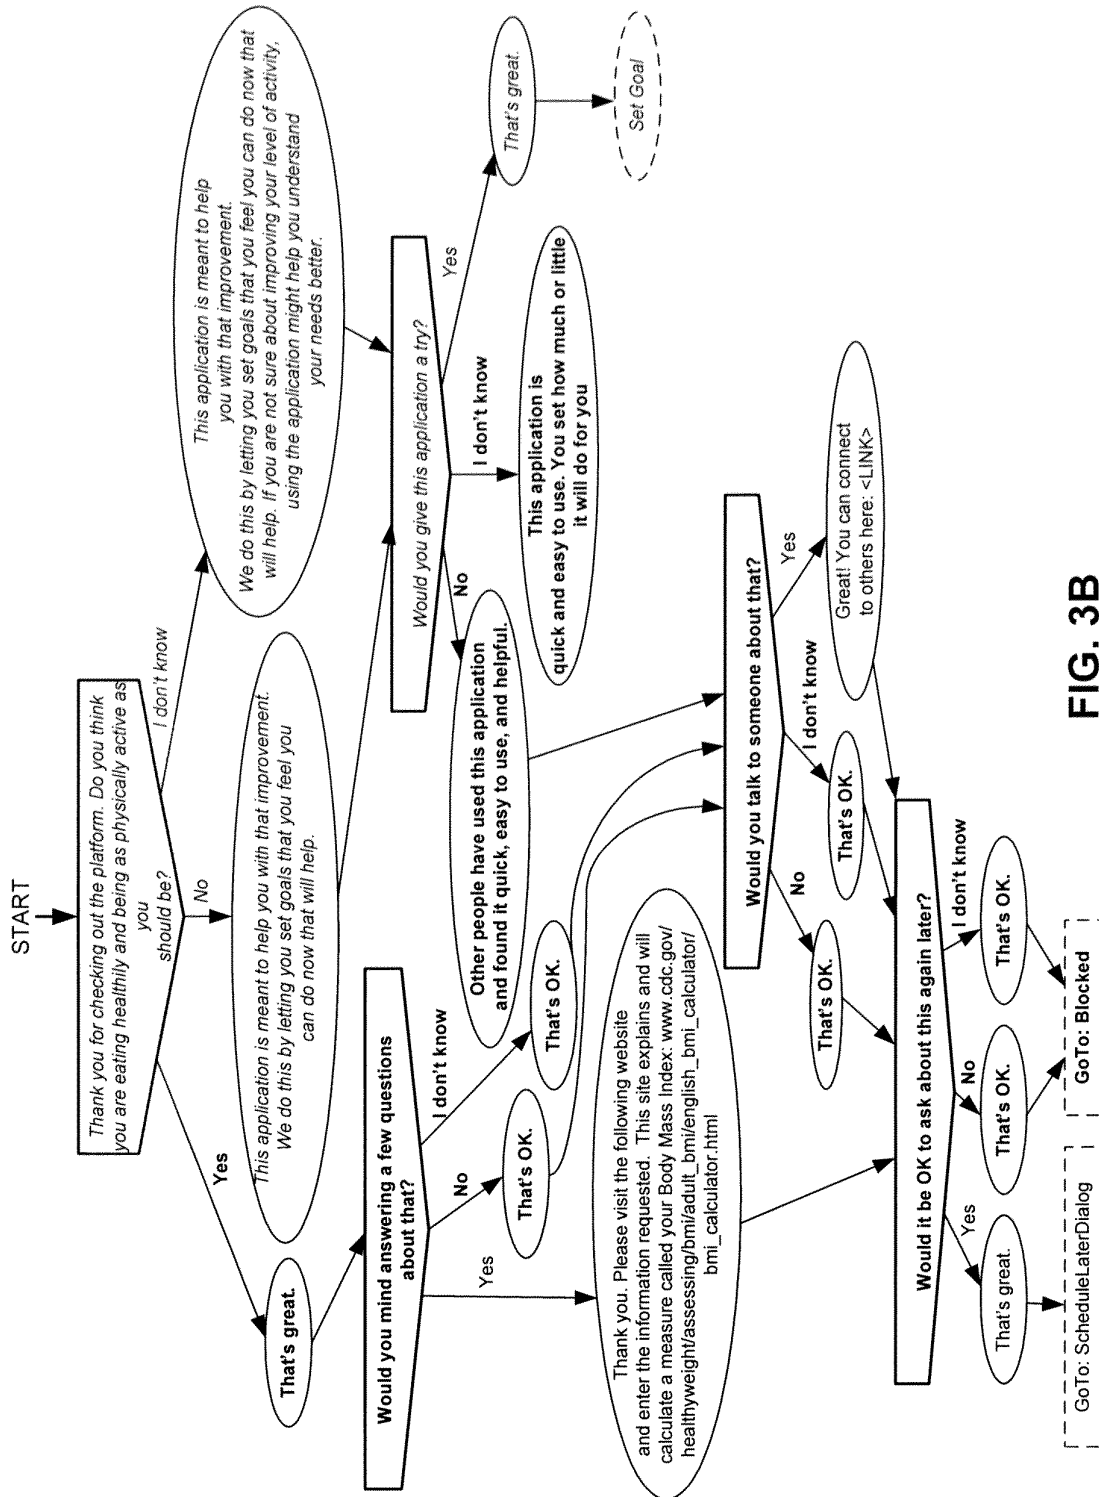 START
Thank you for checking out the platform. Do you think
you are eating healthily and being as physically active as
you
should be?
Yes
No
I don't know
That's great.
This application is meant to help you with that improvement.
We do this by letting you set goals that you feel you
can do now that will help.
This application is meant to help
you with that improvement.
We do this by letting you set goals that you feel you can do now that
will help. If you are not sure about improving your level of activity,
using the application might help you understand
your needs better.
Would you mind answering a few questions
about that?
Yes
No
I don't know
That's OK.
That's OK.
Would you give this application a try?
No
I don't know
Yes
Other people have used this application
and found it quick, easy to use, and helpful.
This application is
quick and easy to use. You set how much or little
it will do for you
That's great.
Set Goal
Thank you. Please visit the following website
and enter the information requested. This site explains and will
calculate a measure called your Body Mass Index: www.cdc.gov/
healthyweight/assessing/bmi/adult_bmi/english_bmi_calculator/
bmi_calculator.html
Would you talk to someone about that?
No
I don't know
Yes
That's OK.
That's OK.
Great! You can connect
to others here: <LINK>
Would it be OK to ask about this again later?
Yes
No
I don't know
That's great.
That's OK.
That's OK.
GoTo: ScheduleLaterDialog
GoTo: Blocked
FIG. 3B